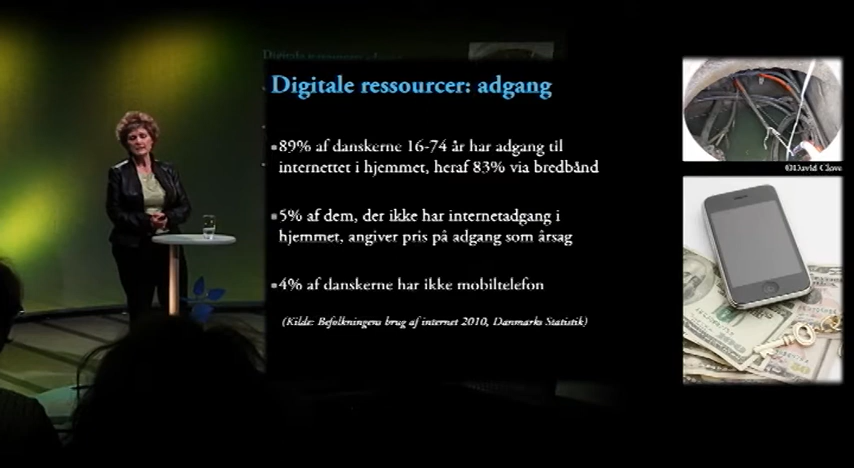 Digitale ressourcer: adgang
89% af danskerne 16-74 år har adgang til
internettet i hjemmet, heraf 83% via bredbånd
5% af dem, der ikke har internetadgang i
hjemmet, angiver pris på adgang som årsag
4% af danskerne har ikke mobiltelefon
(Kilde: Befolkningens brug af internet 2010, Danmarks Statistik)
©David Clow